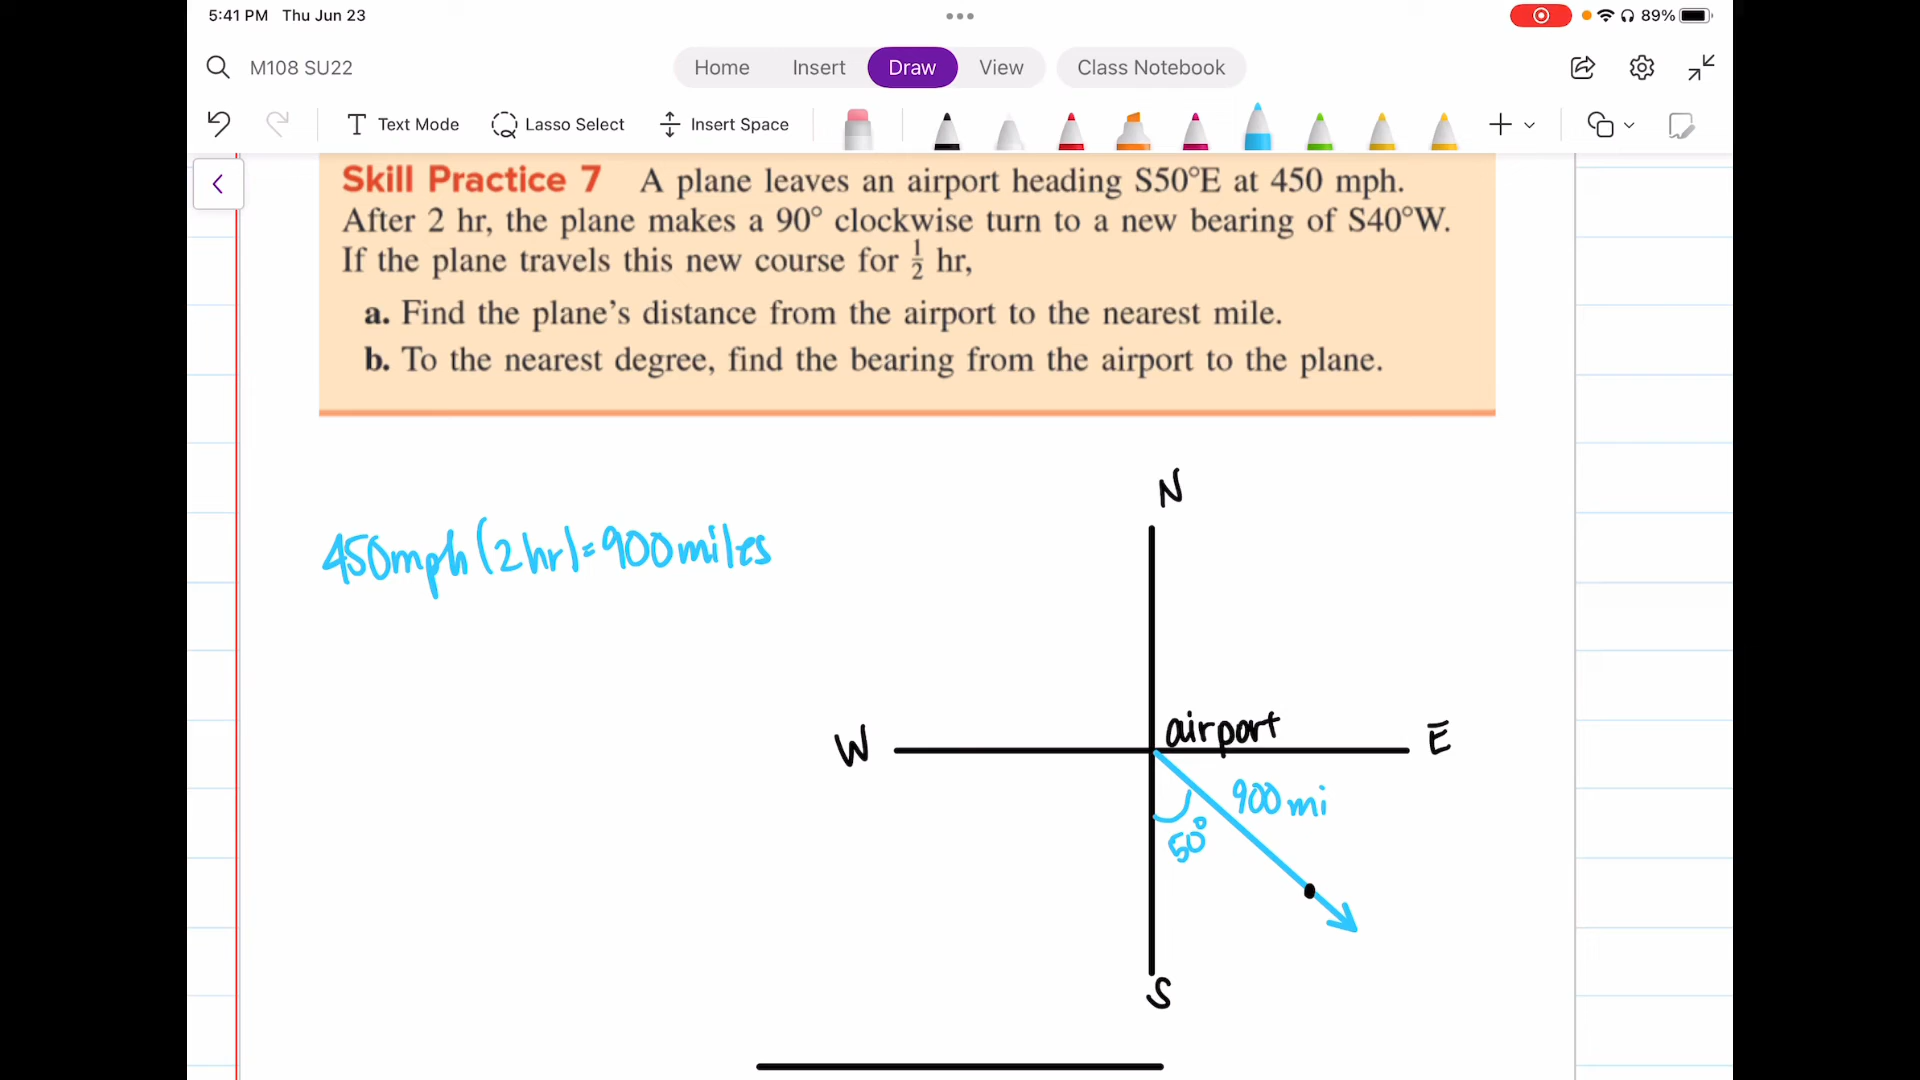 5:41 PM Thu Jun 23
89%
M108 SU22
Home Insert Draw View Class Notebook
Text Mode Lasso Select Insert Space
Skill Practice 7 A plane leaves an airport heading S50°E at 450 mph.
After 2 hr, the plane makes a 90° clockwise turn to a new bearing of S40°W.
If the plane travels this new course for 1/2 hr,
a. Find the plane's distance from the airport to the nearest mile.
b. To the nearest degree, find the bearing from the airport to the plane.
N
450mph(2hr)=900miles
airport
W
E
900mi
50°
S